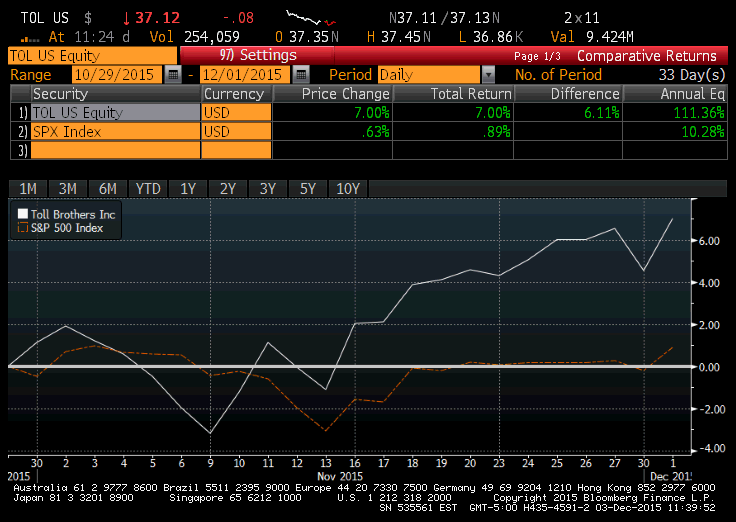 TOL US $ ↓ 37.12 -.08 N37.11/37.13N 2x11
At 11:24 d Vol 254,059 O 37.35N H 37.45N L 36.86K Val 9.424M
TOL US Equity 97) Settings Page 1/3 Comparative Returns
Range 10/29/2015 - 12/01/2015 Period Daily No. of Period 33 Day(s)
Security Currency Price Change Total Return Difference Annual Eq
1) TOL US Equity USD 7.00% 7.00% 6.11% 111.36%
2) SPX Index USD .63% .89% 10.28%
3)
1M 3M 6M YTD 1Y 2Y 3Y 5Y 10Y
Toll Brothers Inc
S&P 500 Index
6.00
4.00
2.00
0.00
-2.00
-4.00
30 2 3 4 5 6 9 10 11 12 13 16 17 18 19 20 23 24 25 26 27 30 1
2015 Nov 2015 Dec 201
Australia 61 2 9777 8600 Brazil 5511 2395 9000 Europe 44 20 7330 7500 Germany 49 69 9204 1210 Hong Kong 852 2977 6000
Japan 81 3 3201 8900 Singapore 65 6212 1000 U.S. 1 212 318 2000 Copyright 2015 Bloomberg Finance L.P.
SN 535561 EST GMT-5:00 H435-4591-2 03-Dec-2015 11:39:52